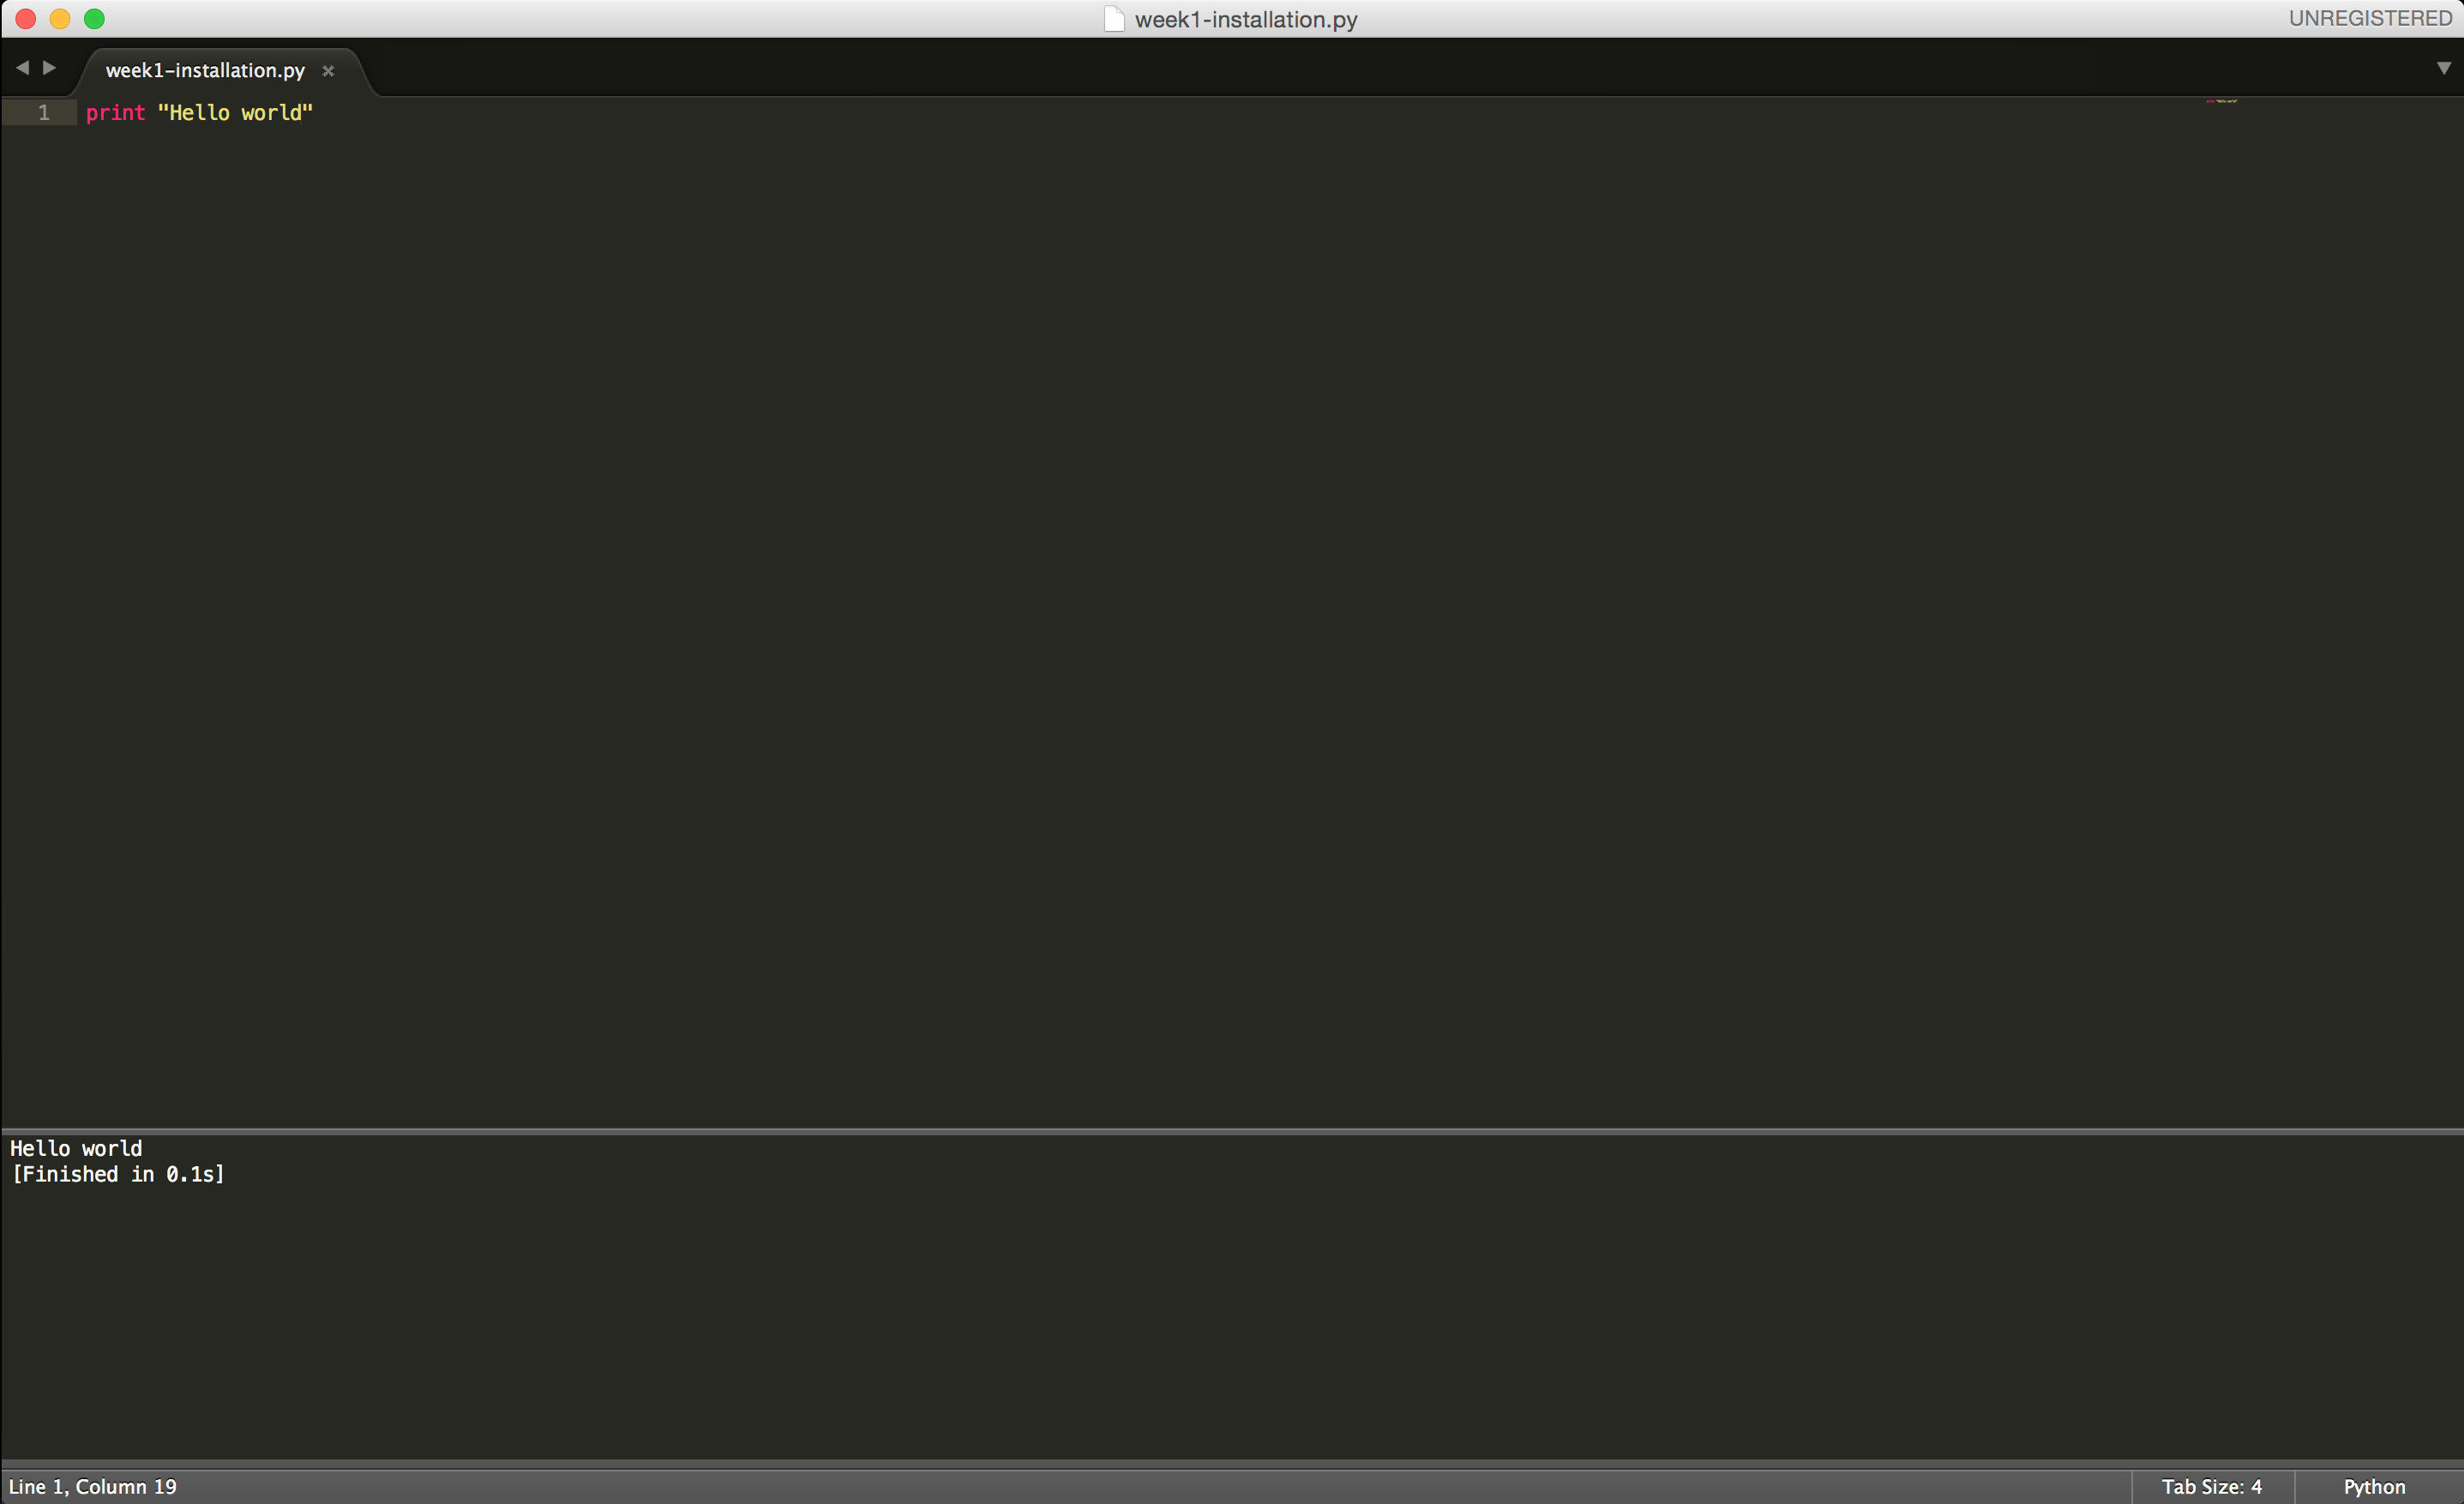 week1-installation.py
UNREGISTERED
week1-installation.py
1 print "Hello world"
Hello world
[Finished in 0.1s]
Line 1, Column 19
Tab Size: 4
Python